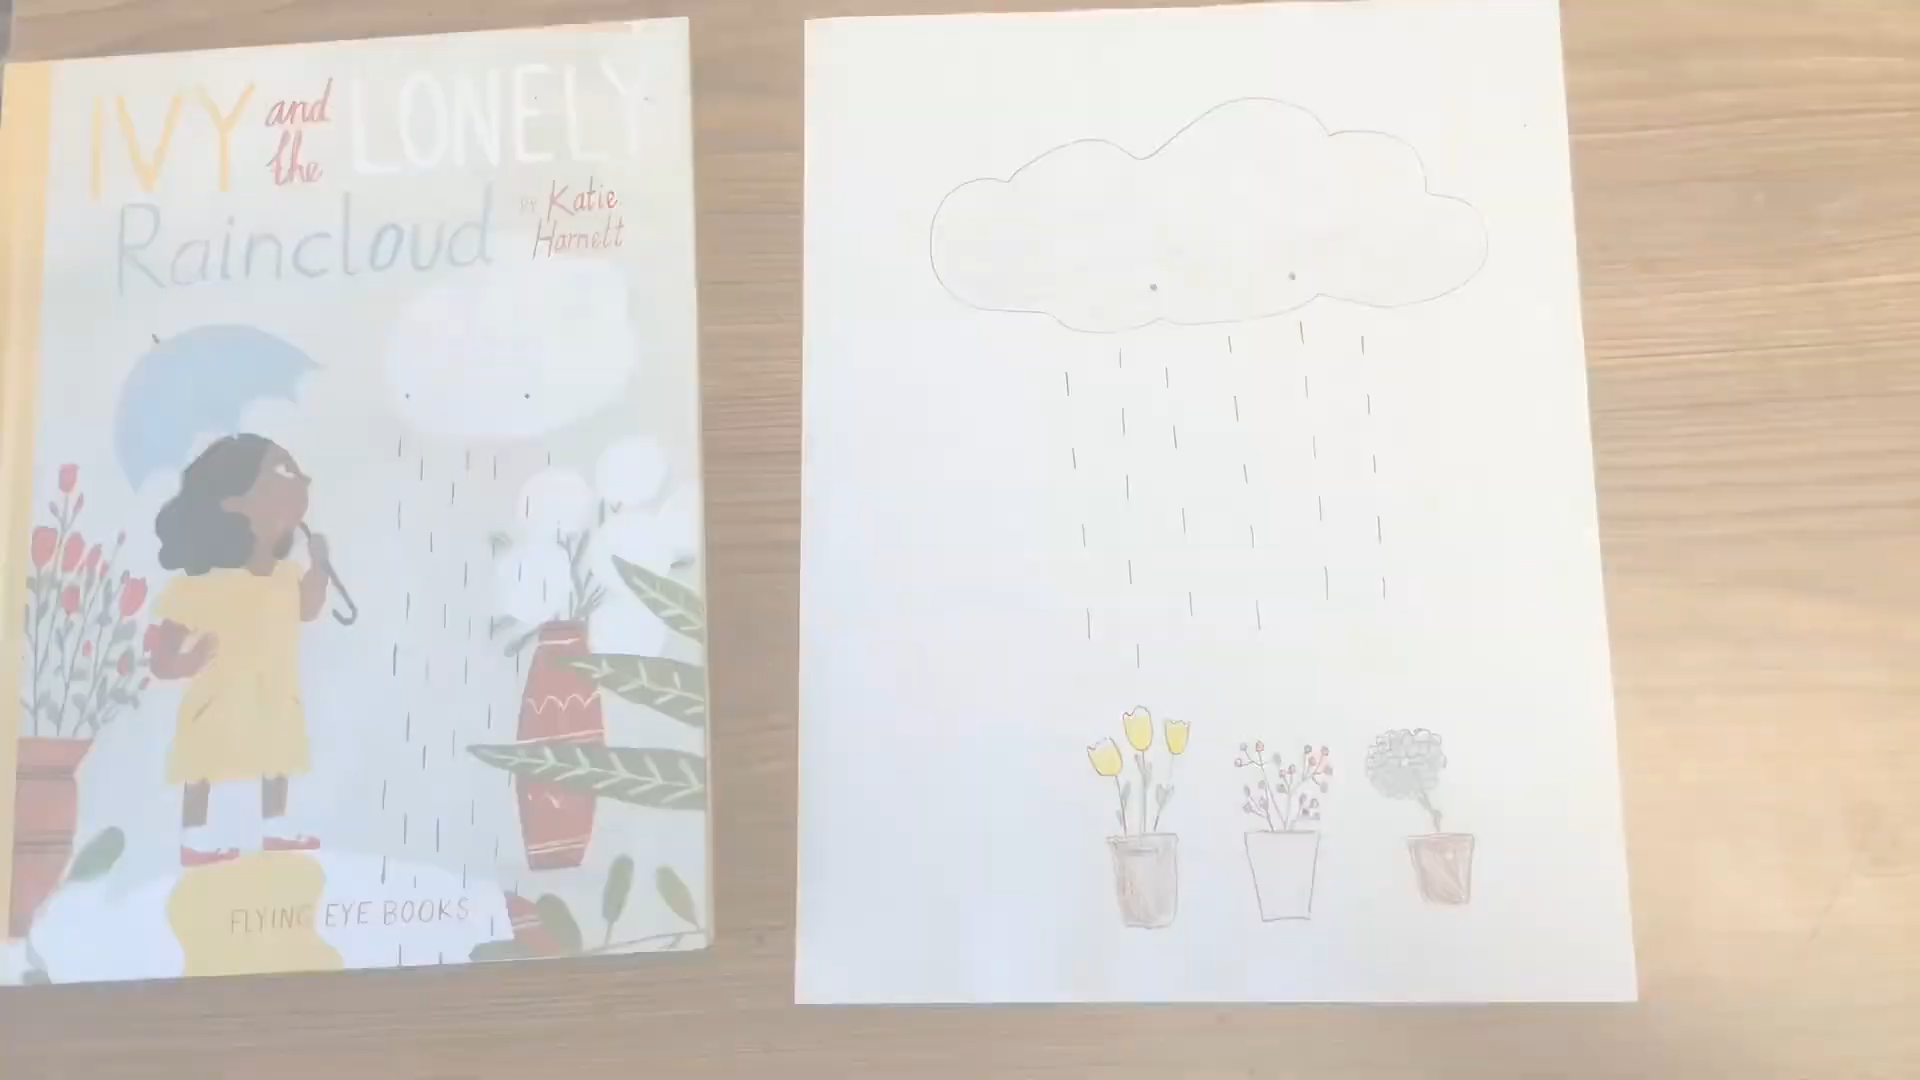 IVY and the LONELY
Raincloud
BY Katie
Harnett
FLYING EYE BOOKS